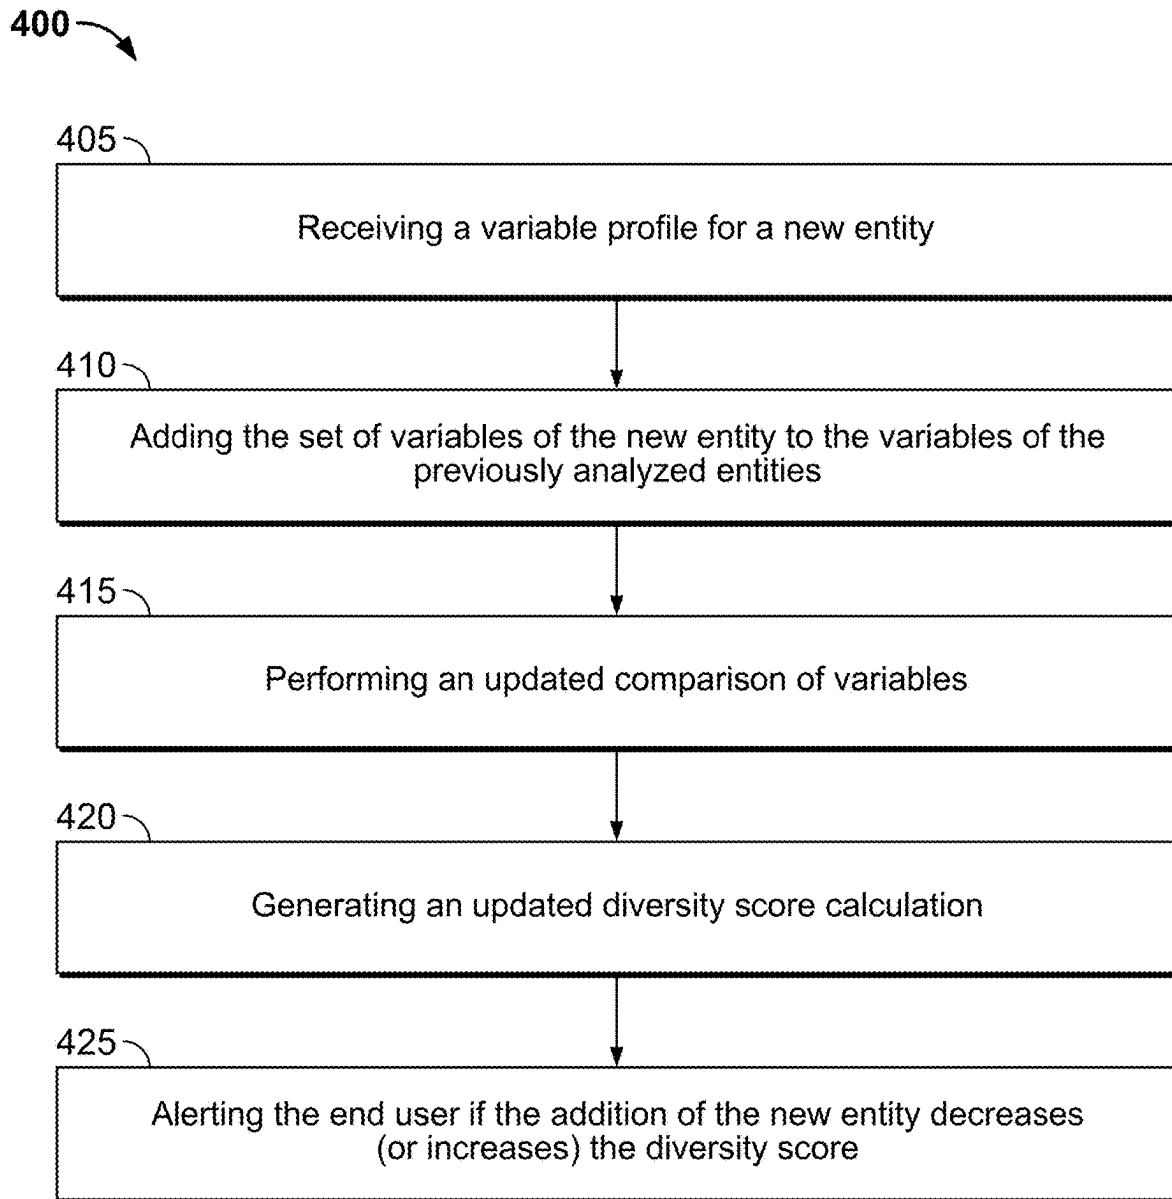 400
405
Receiving a variable profile for a new entity
410
Adding the set of variables of the new entity to the variables of the
previously analyzed entities
415
Performing an updated comparison of variables
420
Generating an updated diversity score calculation
425
Alerting the end user if the addition of the new entity decreases
(or increases) the diversity score